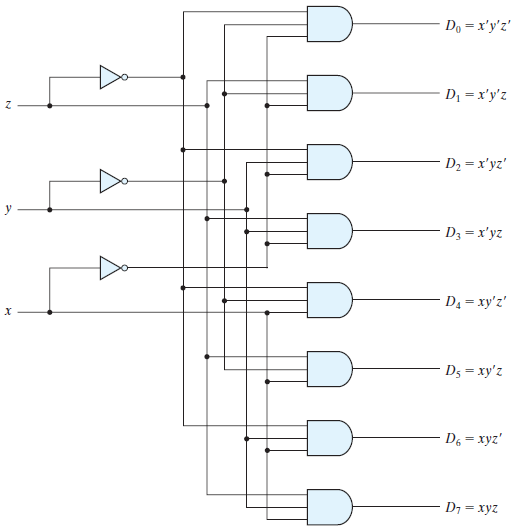 D₀ = x'y'z'
D₁ = x'y'z
z
D₂ = x'yz'
y
D₃ = x'yz
D₄ = xy'z'
x
D₅ = xy'z
D₆ = xyz'
D₇ = xyz